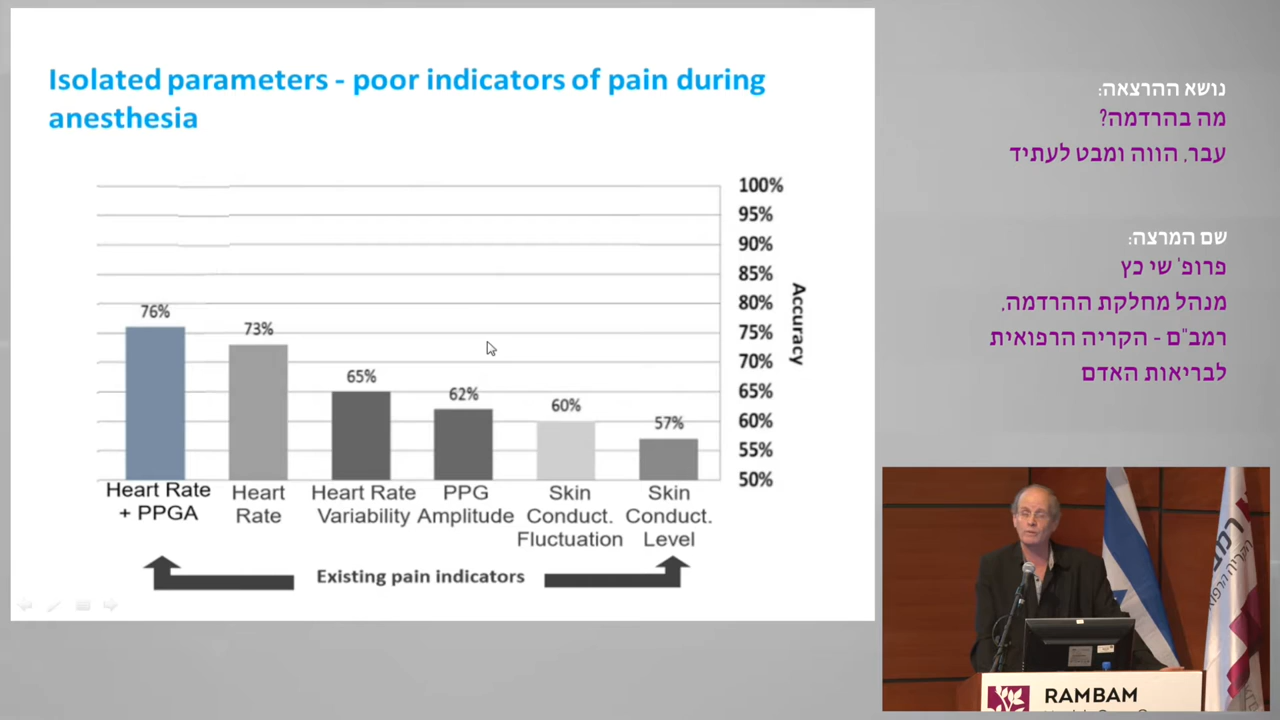 Isolated parameters - poor indicators of pain during
anesthesia
100%
95%
90%
85%
80%
75%
70%
65%
60%
55%
50%
Accuracy
76%
73%
65%
62%
60%
57%
Heart Rate
+ PPGA
Heart
Rate
Heart Rate
Variability
PPG
Amplitude
Skin
Conduct.
Fluctuation
Skin
Conduct.
Level
Existing pain indicators
נושא ההרצאה:
מה בהרדמה?
עבר, הווה ומבט לעתיד
שם המרצה:
פרופ' שי כץ
מנהל מחלקת ההרדמה,
רמב"ם - הקריה הרפואית
לבריאות האדם
RAMBAM